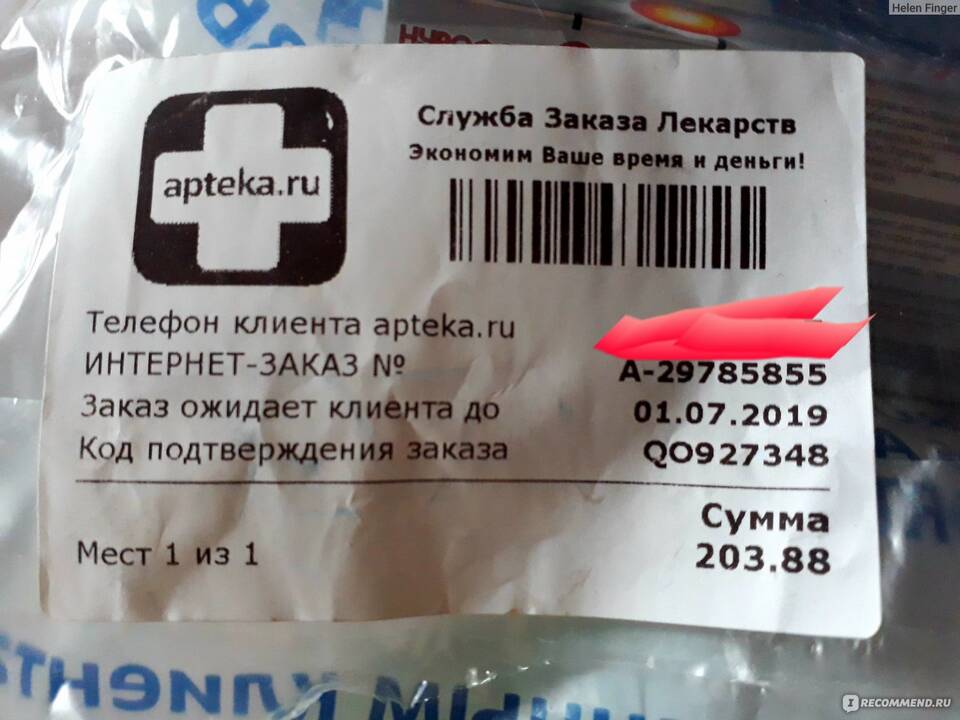 Helen Finger
Служба Заказа Лекарств
Экономим Ваше время и деньги!
apteka.ru
Телефон клиента apteka.ru
ИНТЕРНЕТ-ЗАКАЗ № А-29785855
Заказ ожидает клиента до 01.07.2019
Код подтверждения заказа QO927348
Сумма
Мест 1 из 1 203.88
IRECOMMEND.RU